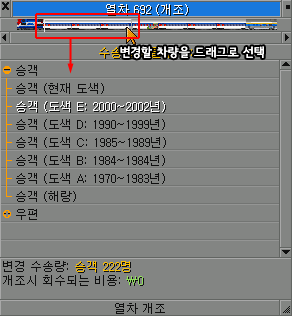 열차 692 (개조)
수송
변경할 차량을 드래그로 선택
승객
승객 (현재 도색)
승객 (도색 E: 2000~2002년)
승객 (도색 D: 1990~1999년)
승객 (도색 C: 1985~1989년)
승객 (도색 B: 1984~1984년)
승객 (도색 A: 1970~1983년)
승객 (해랑)
우편
변경 수송량: 승객 222명
개조시 회수되는 비용: ₩0
열차 개조